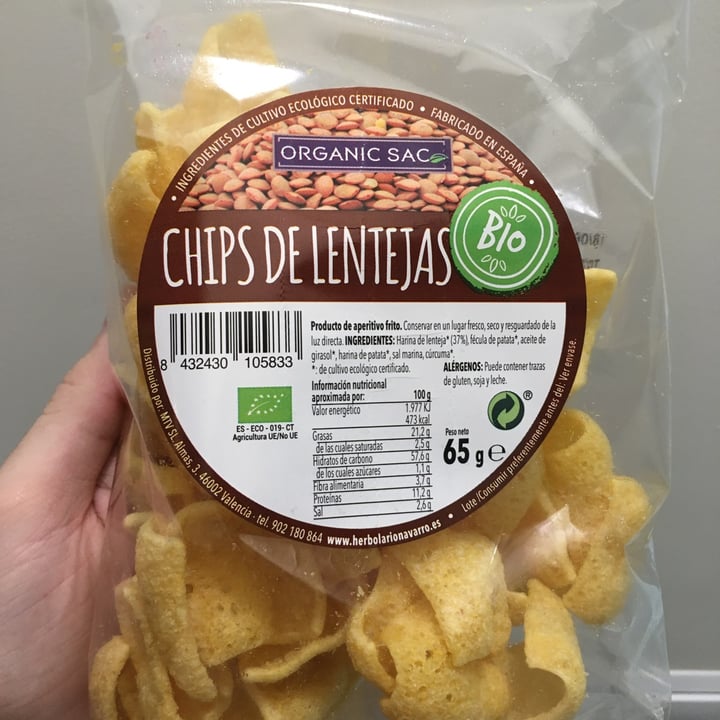 • INGREDIENTES DE CULTIVO ECOLÓGICO CERTIFICADO • FABRICADO EN ESPAÑA •
ORGANIC SAC
CHIPS DE LENTEJAS
BIO
8 432430 105833
Producto de aperitivo frito. Conservar en un lugar fresco, seco y resguardado de la
luz directa. INGREDIENTES: Harina de lenteja* (37%), fécula de patata*, aceite de
girasol*, harina de patata*, sal marina, cúrcuma*.
*: de cultivo ecológico certificado.
ALÉRGENOS: Puede contener trazas
de gluten, soja y leche.
ES - ECO - 019- CT
Agricultura UE/No UE
Información nutricional
aproximada por: 100 g
Valor energético 1.977 KJ
473 kcal
Grasas 21,2 g
de las cuales saturadas 2,5 g
Hidratos de carbono 57,6 g
de los cuales azúcares 1,1 g
Fibra alimentaria 3,7 g
Proteínas 11,2 g
Sal 2,6 g
Peso neto
65 g e
®
Distribuido por: MTV SL. Almas, 3. 46002 Valencia - tel. 902 180 864 www.herbolarionavarro.es •
Lote /Consumir preferentemente antes del: Ver envase.